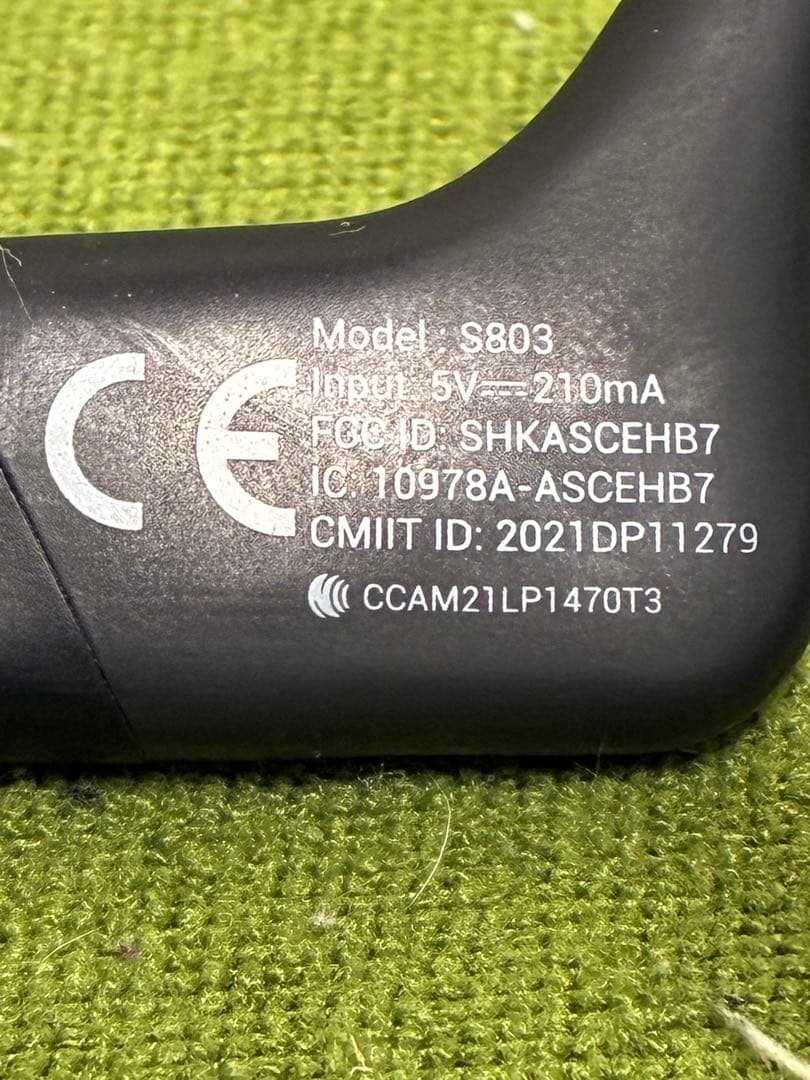 CE
Model : S803
Input: 5V⎓210mA
FCC ID: SHKASCEHB7
IC: 10978A-ASCEHB7
CMIIT ID: 2021DP11279
CCAM21LP1470T3